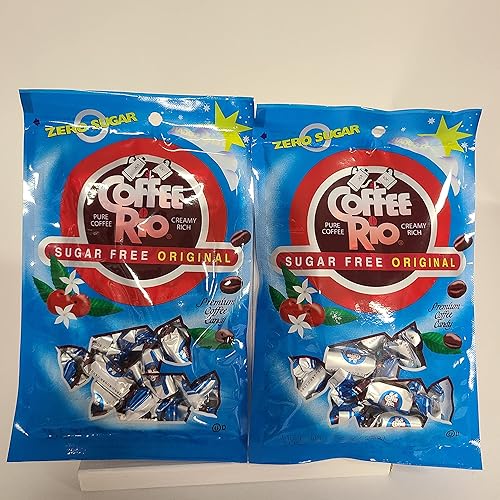 ZERO SUGAR
COFFEE
RIO®
PURE
COFFEE
CREAMY
RICH
SUGAR FREE ORIGINAL
Premium
Coffee
Candy
ZERO SUGAR
COFFEE
RIO®
PURE
COFFEE
CREAMY
RICH
SUGAR FREE ORIGINAL
Premium
Coffee
Candy